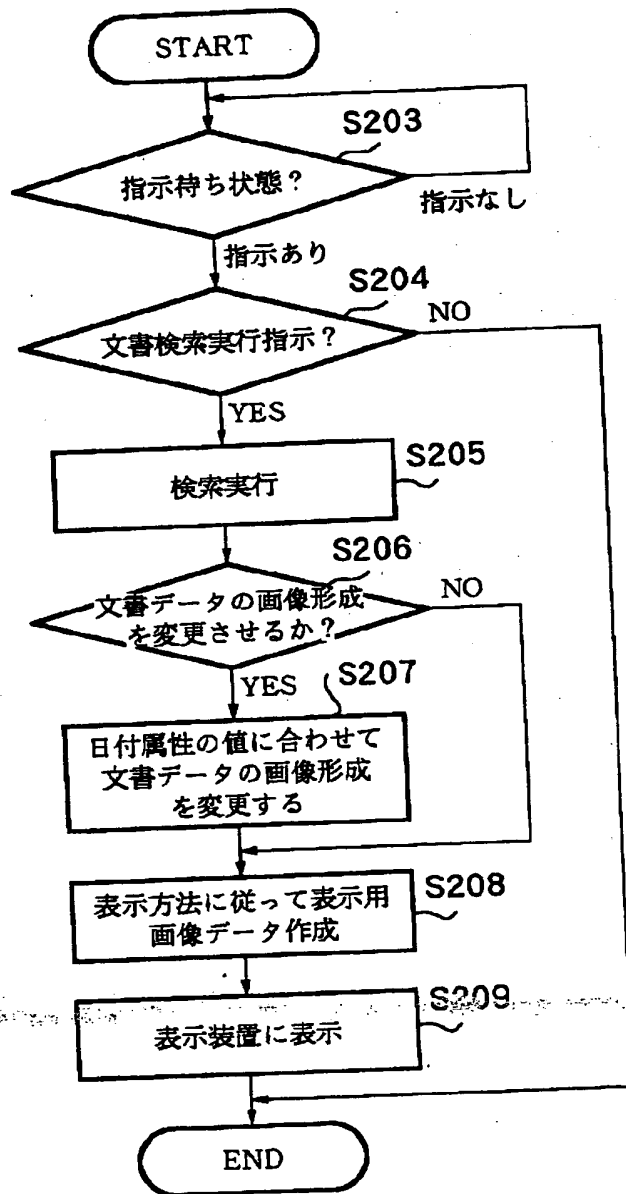 START
S203
指示待ち状態?
指示なし
指示あり
S204
NO
文書検索実行指示?
YES
S205
検索実行
S206
NO
文書データの画像形成
を変更させるか?
YES
S207
日付属性の値に合わせて
文書データの画像形成
を変更する
S208
表示方法に従って表示用
画像データ作成
S209
表示装置に表示
END